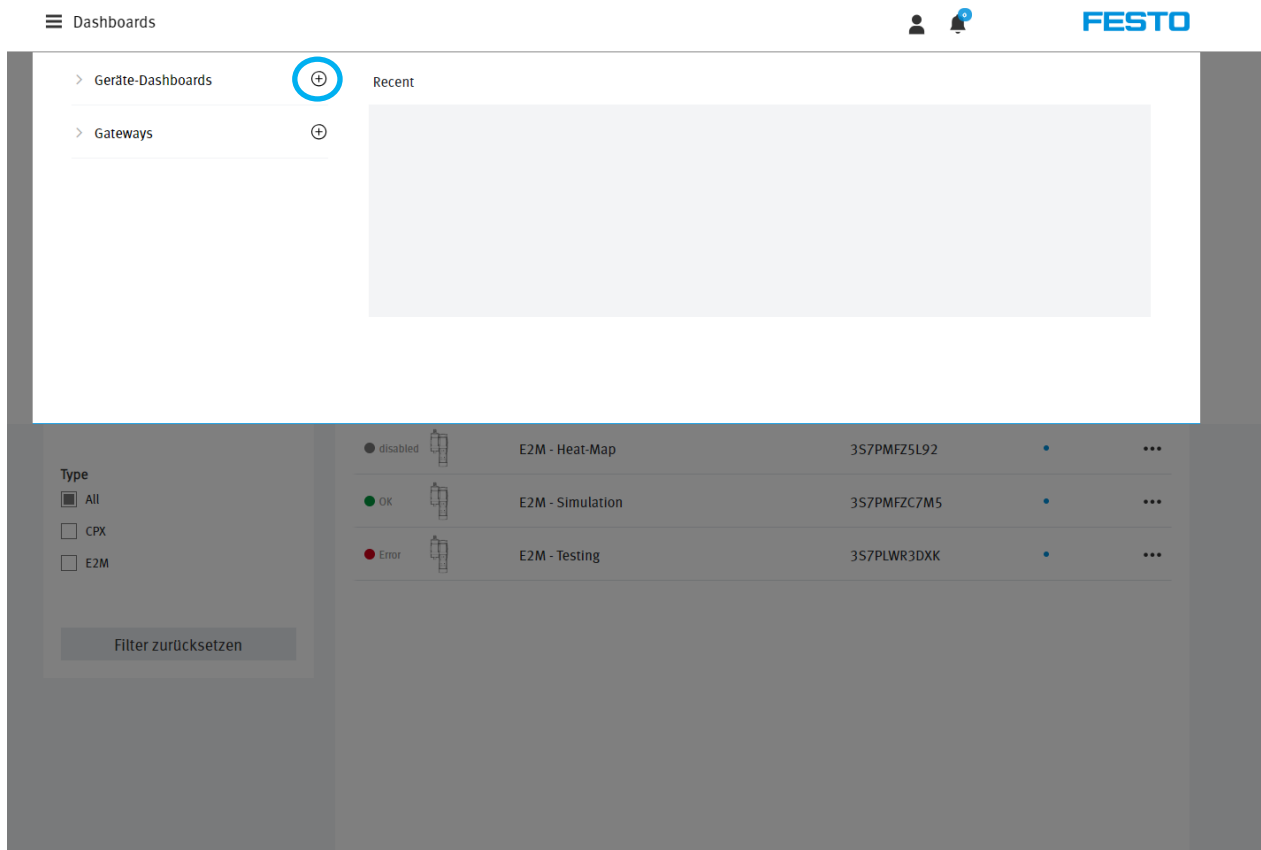 Dashboards
0
FESTO
Geräte-Dashboards
Recent
Gateways
disabled
E2M - Heat-Map
3S7PMFZ5L92
Type
All
OK
E2M - Simulation
3S7PMFZC7M5
CPX
Error
E2M - Testing
3S7PLWR3DXK
E2M
Filter zurücksetzen